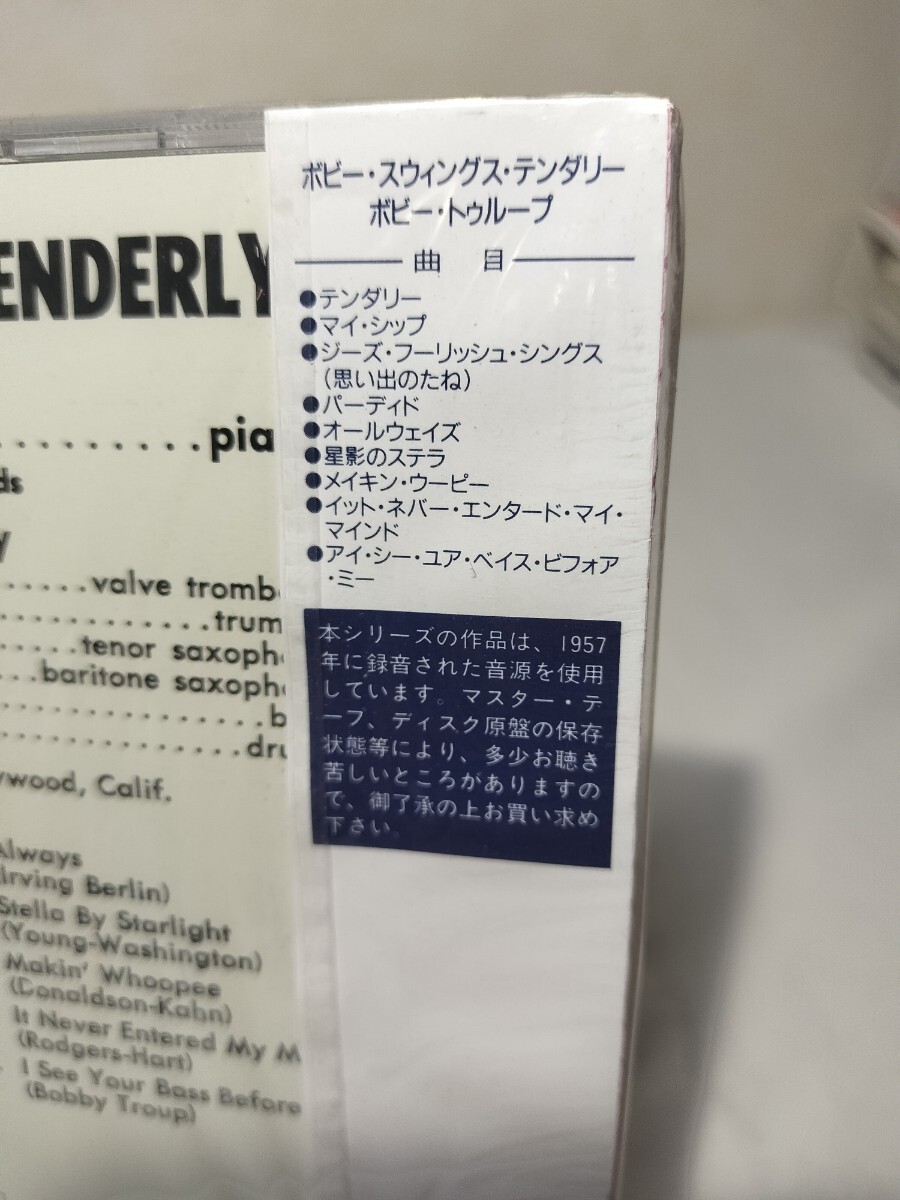 ボビー・スウィングス・テンダリー
ボビー・トゥループ
曲 目
●テンダリー
●マイ・シップ
●ジーズ・フーリッシュ・シングス
(思い出のたね)
●パーディド
●オールウェイズ
●星影のステラ
●メイキン・ウーピー
●イット・ネバー・エンタード・マイ・
マインド
●アイ・シー・ユア・ベイス・ビフォア
・ミー
本シリーズの作品は、1957
年に録音された音源を使用
しています。マスター・テ
ープ、ディスク原盤の保存
状態等により、多少お聴き
苦しいところがありますの
で、御了承の上お買い求め
下さい。
ENDERLY
.........pia
ds
y
.....valve tromb
............trum
.....tenor saxoph
...baritone saxoph
................b
..............dru
ywood, Calif.
Always
(Irving Berlin)
Stella By Starlight
(Young-Washington)
Makin' Whoopee
(Donaldson-Kahn)
It Never Entered My M
(Rodgers-Hart)
I See Your Bass Before
(Bobby Troup)